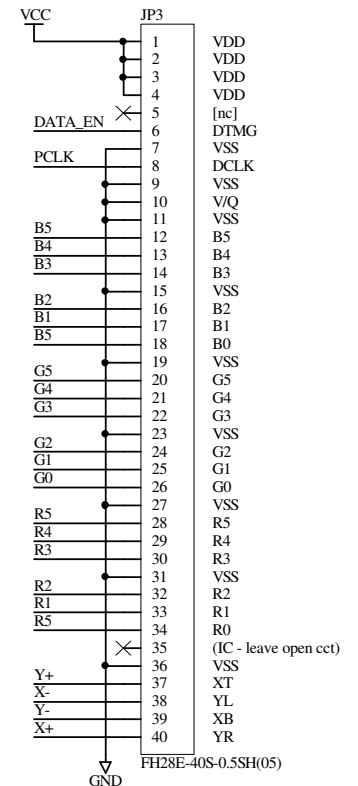 VCC JP3
1 VDD
2 VDD
3 VDD
4 VDD
5 [nc]
DATA_EN 6 DTMG
7 VSS
PCLK 8 DCLK
9 VSS
10 V/Q
11 VSS
B5 12 B5
B4 13 B4
B3 14 B3
15 VSS
B2 16 B2
B1 17 B1
B5 18 B0
19 VSS
G5 20 G5
G4 21 G4
G3 22 G3
23 VSS
G2 24 G2
G1 25 G1
G0 26 G0
27 VSS
R5 28 R5
R4 29 R4
R3 30 R3
31 VSS
R2 32 R2
R1 33 R1
R5 34 R0
35 (IC - leave open cct)
36 VSS
Y+ 37 XT
X- 38 YL
Y- 39 XB
X+ 40 YR
FH28E-40S-0.5SH(05)
GND